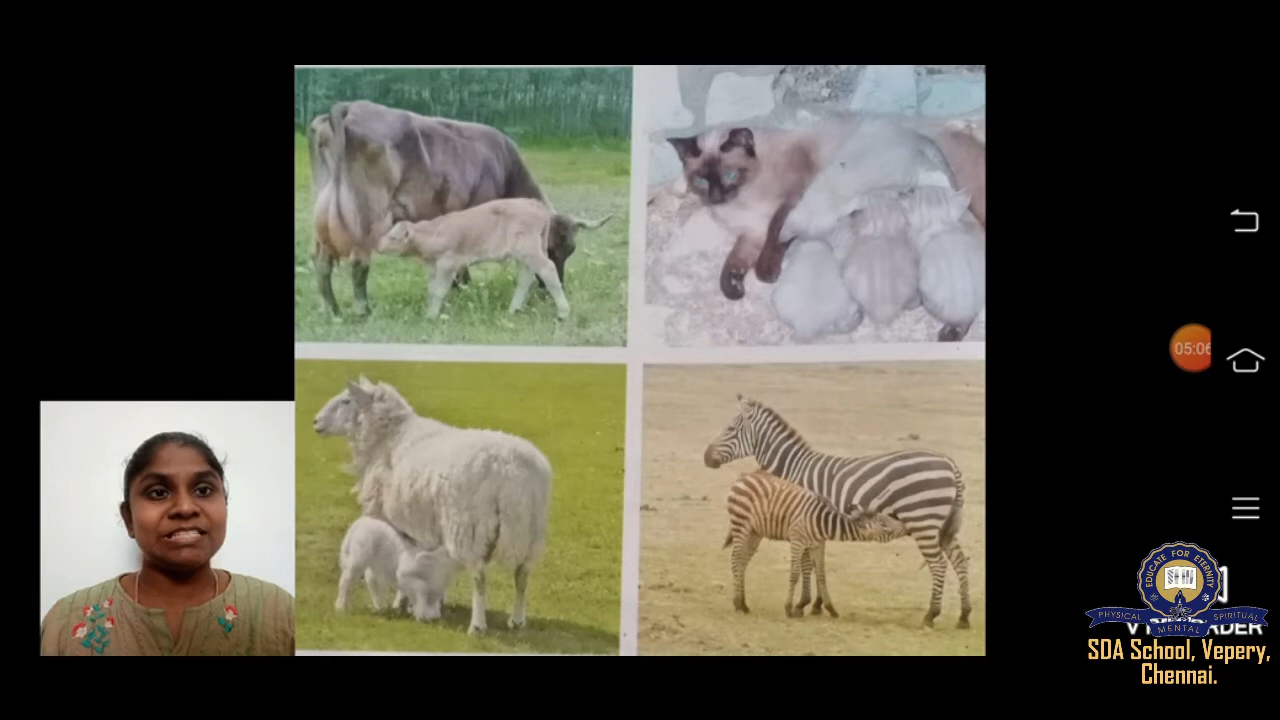 05:06
EDUCATE FOR ETERNITY
PHYSICAL
MENTAL
SPIRITUAL
SDA School, Vepery,
Chennai.